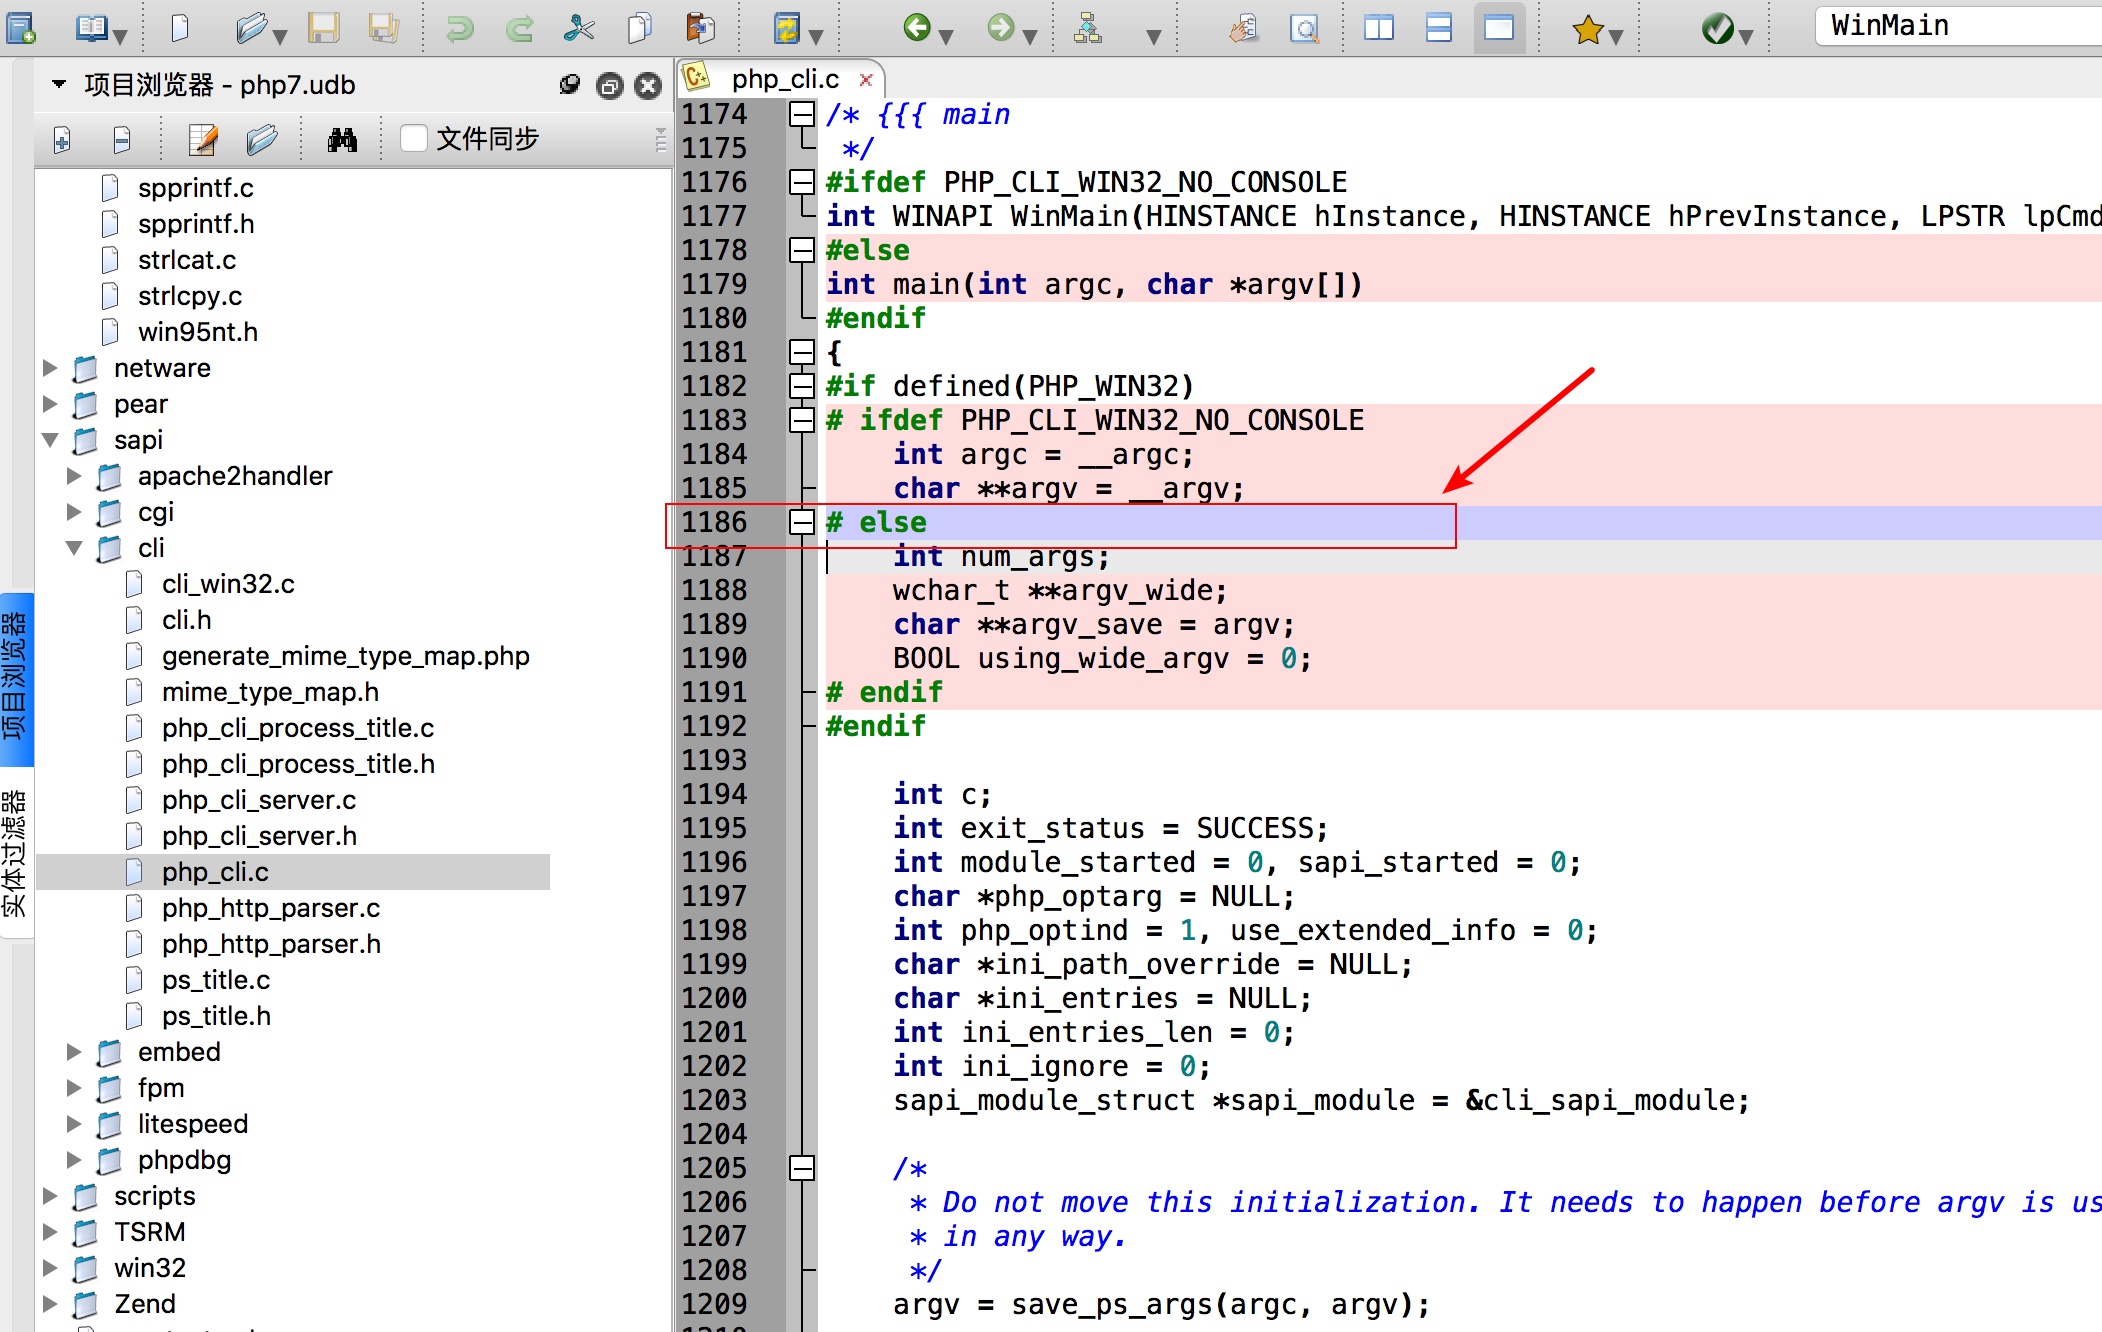 WinMain
项目浏览器 - php7.udb
文件同步
spprintf.c
spprintf.h
strlcat.c
strlcpy.c
win95nt.h
netware
pear
sapi
apache2handler
cgi
cli
cli_win32.c
cli.h
generate_mime_type_map.php
mime_type_map.h
php_cli_process_title.c
php_cli_process_title.h
php_cli_server.c
php_cli_server.h
php_cli.c
php_http_parser.c
php_http_parser.h
ps_title.c
ps_title.h
embed
fpm
litespeed
phpdbg
scripts
TSRM
win32
Zend
项目浏览器
实体过滤器
php_cli.c
1174 /* {{{ main
1175  */
1176 #ifdef PHP_CLI_WIN32_NO_CONSOLE
1177 int WINAPI WinMain(HINSTANCE hInstance, HINSTANCE hPrevInstance, LPSTR lpCmd
1178 #else
1179 int main(int argc, char *argv[])
1180 #endif
1181 {
1182 #if defined(PHP_WIN32)
1183 # ifdef PHP_CLI_WIN32_NO_CONSOLE
1184     int argc = __argc;
1185     char **argv = __argv;
1186 # else
1187     int num_args;
1188     wchar_t **argv_wide;
1189     char **argv_save = argv;
1190     BOOL using_wide_argv = 0;
1191 # endif
1192 #endif
1193
1194     int c;
1195     int exit_status = SUCCESS;
1196     int module_started = 0, sapi_started = 0;
1197     char *php_optarg = NULL;
1198     int php_optind = 1, use_extended_info = 0;
1199     char *ini_path_override = NULL;
1200     char *ini_entries = NULL;
1201     int ini_entries_len = 0;
1202     int ini_ignore = 0;
1203     sapi_module_struct *sapi_module = &cli_sapi_module;
1204
1205     /*
1206      * Do not move this initialization. It needs to happen before argv is us
1207      * in any way.
1208      */
1209     argv = save_ps_args(argc, argv);